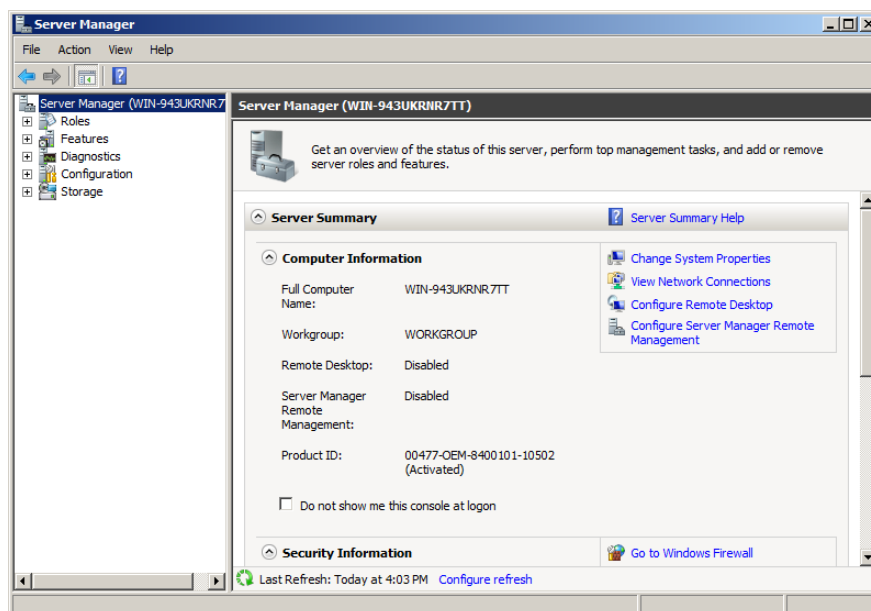 Server Manager
File Action View Help
Server Manager (WIN-943UKRNR7
Roles
Features
Diagnostics
Configuration
Storage
Server Manager (WIN-943UKRNR7TT)
Get an overview of the status of this server, perform top management tasks, and add or remove
server roles and features.
Server Summary
Server Summary Help
Computer Information
Full Computer
Name:
WIN-943UKRNR7TT
Workgroup:
WORKGROUP
Remote Desktop:
Disabled
Server Manager
Remote
Management:
Disabled
Product ID:
00477-OEM-8400101-10502
(Activated)
Do not show me this console at logon
Change System Properties
View Network Connections
Configure Remote Desktop
Configure Server Manager Remote
Management
Security Information
Go to Windows Firewall
Last Refresh: Today at 4:03 PM Configure refresh